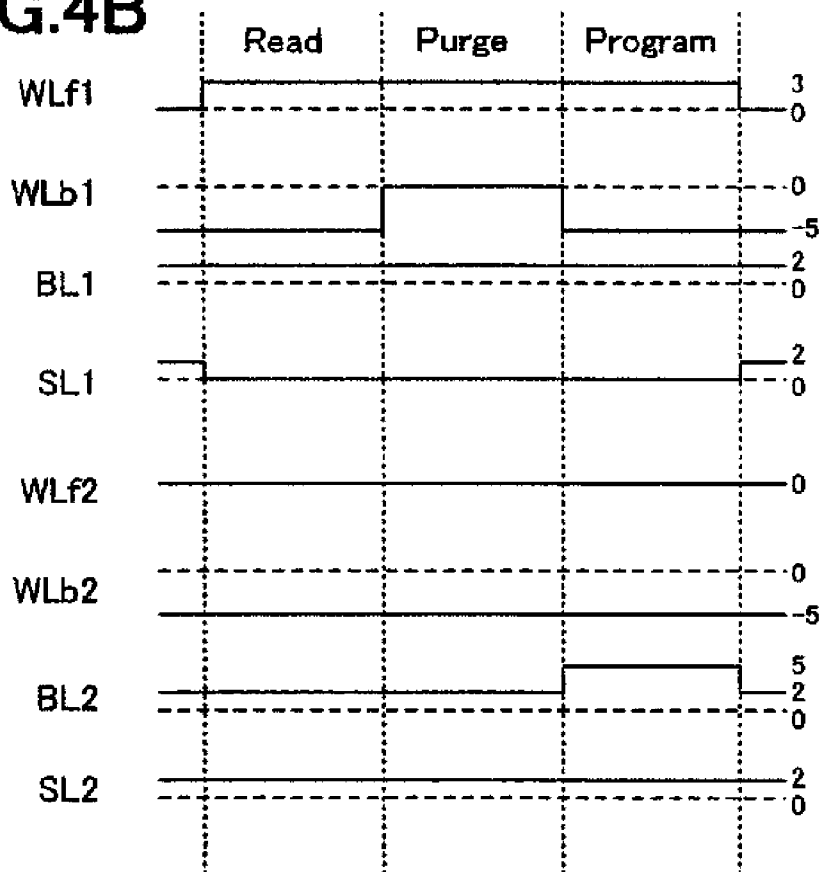 G.4B
Read Purge Program
WLf1 3
0
WLb1 0
-5
BL1 2
0
SL1 2
0
WLf2 0
WLb2 0
-5
BL2 5
2
0
SL2 2
0